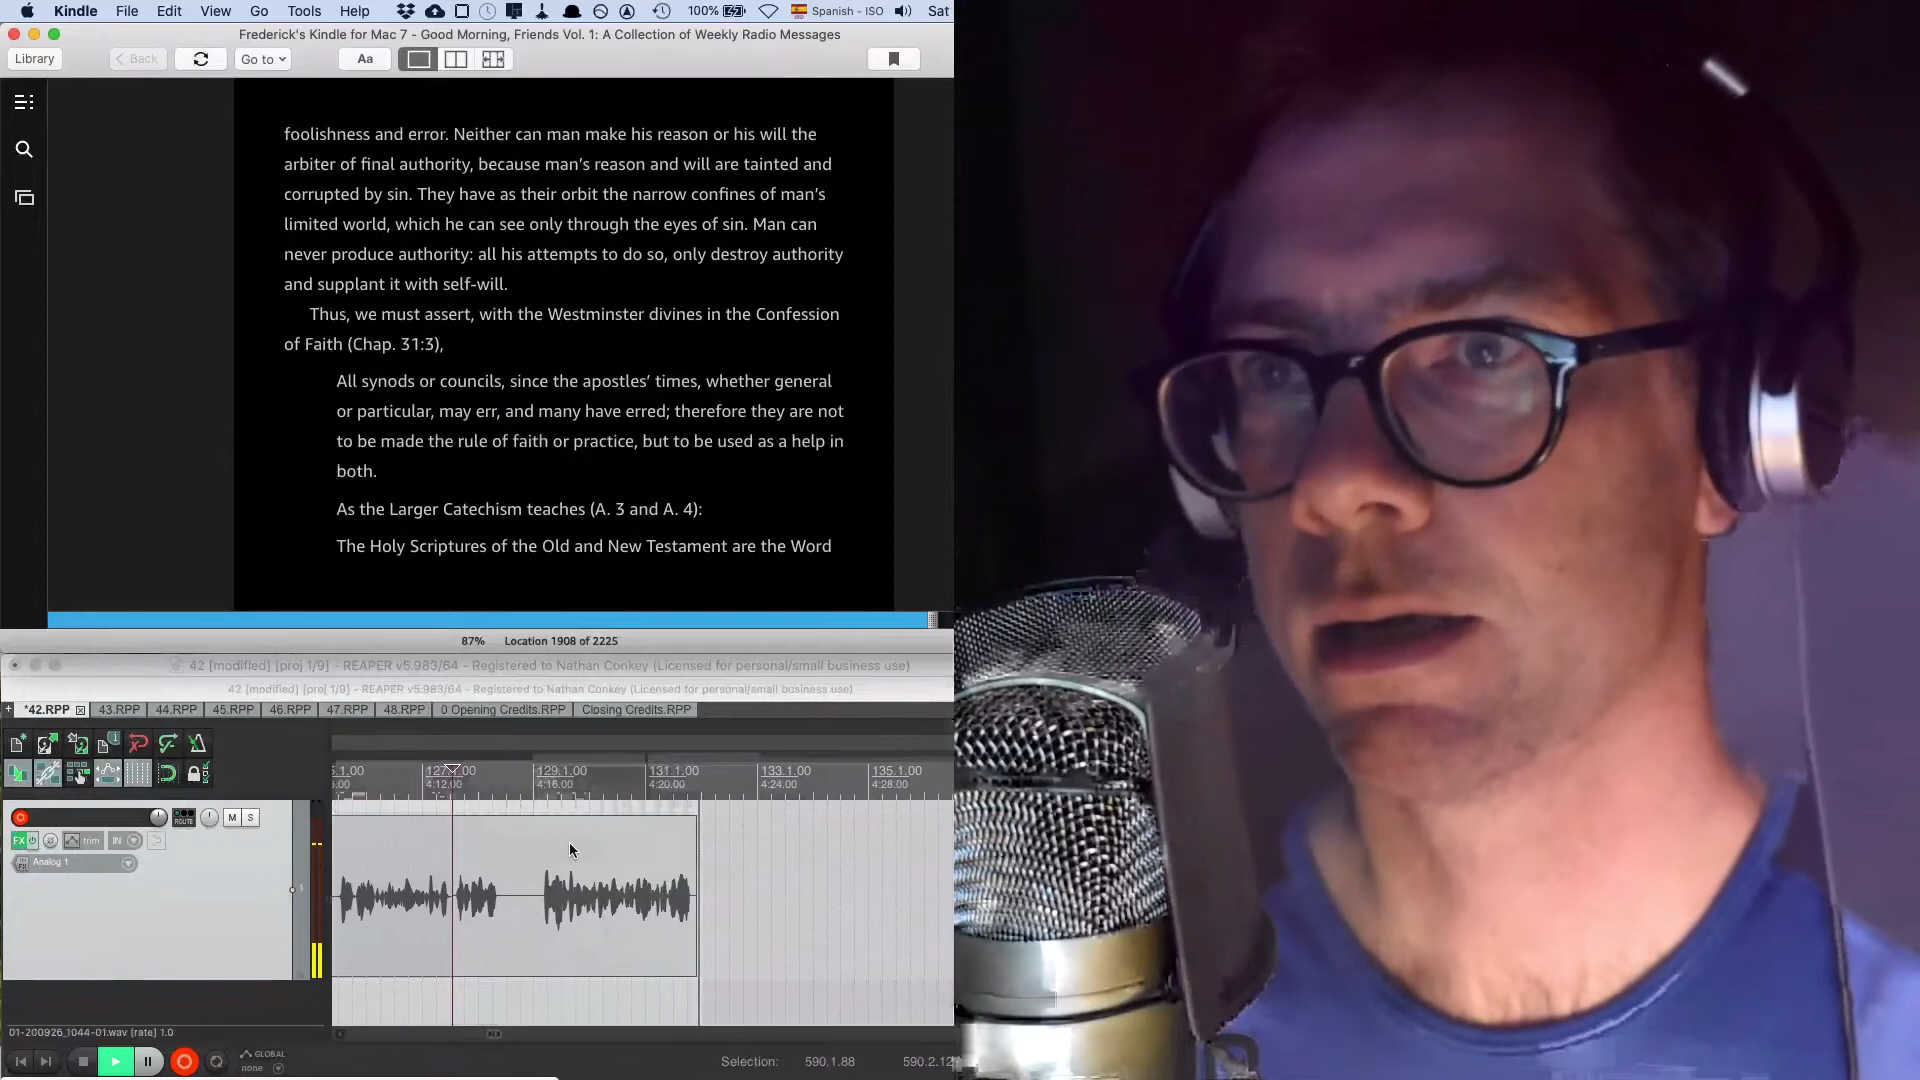 Kindle File Edit View Go Tools Help 100% Spanish - ISO Sat
Frederick's Kindle for Mac 7 - Good Morning, Friends Vol. 1: A Collection of Weekly Radio Messages
Library Back Go to Aa
foolishness and error. Neither can man make his reason or his will the
arbiter of final authority, because man’s reason and will are tainted and
corrupted by sin. They have as their orbit the narrow confines of man’s
limited world, which he can see only through the eyes of sin. Man can
never produce authority: all his attempts to do so, only destroy authority
and supplant it with self-will.
Thus, we must assert, with the Westminster divines in the Confession
of Faith (Chap. 31:3),
All synods or councils, since the apostles’ times, whether general
or particular, may err, and many have erred; therefore they are not
to be made the rule of faith or practice, but to be used as a help in
both.
As the Larger Catechism teaches (A. 3 and A. 4):
The Holy Scriptures of the Old and New Testament are the Word
87% Location 1908 of 2225
42 [modified] [proj 1/9] - REAPER v5.983/64 - Registered to Nathan Conkey (Licensed for personal/small business use)
42 [modified] [proj 1/9] - REAPER v5.983/64 - Registered to Nathan Conkey (Licensed for personal/small business use)
+ *42.RPP 43.RPP 44.RPP 45.RPP 46.RPP 47.RPP 48.RPP 0 Opening Credits.RPP Closing Credits.RPP
129.1.00 131.1.00 133.1.00 135.1.00
4:12.00 4:16.00 4:20.00 4:24.00 4:28.00
ROUTE M S
FX trim IN
Analog 1
1
01-200926_1044-01.wav [rate] 1.0
GLOBAL
none
Selection: 590.1.88 590.2.12